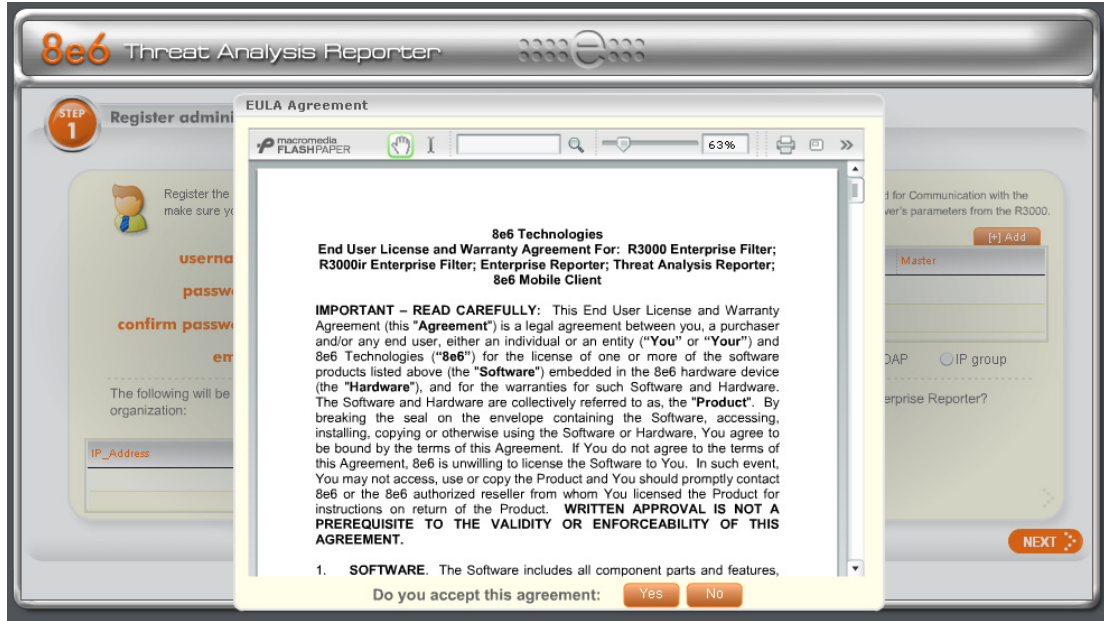 8e6 Threat Analysis Reporter
STEP
1
Register admini
EULA Agreement
macromedia
FLASHPAPER
63%
Register the
make sure yo
d for Communication with the
ver's parameters from the R3000.
[+] Add
userna
passwo
confirm passwo
em
Master
DAP
IP group
The following will be
organization:
erprise Reporter?
IP_Address
8e6 Technologies
End User License and Warranty Agreement For: R3000 Enterprise Filter;
R3000ir Enterprise Filter; Enterprise Reporter; Threat Analysis Reporter;
8e6 Mobile Client
IMPORTANT – READ CAREFULLY: This End User License and Warranty
Agreement (this "Agreement") is a legal agreement between you, a purchaser
and/or any end user, either an individual or an entity (“You” or “Your”) and
8e6 Technologies (“8e6”) for the license of one or more of the software
products listed above (the "Software") embedded in the 8e6 hardware device
(the "Hardware"), and for the warranties for such Software and Hardware.
The Software and Hardware are collectively referred to as, the "Product". By
breaking the seal on the envelope containing the Software, accessing,
installing, copying or otherwise using the Software or Hardware, You agree to
be bound by the terms of this Agreement. If You do not agree to the terms of
this Agreement, 8e6 is unwilling to license the Software to You. In such event,
You may not access, use or copy the Product and You should promptly contact
8e6 or the 8e6 authorized reseller from whom You licensed the Product for
instructions on return of the Product. WRITTEN APPROVAL IS NOT A
PREREQUISITE TO THE VALIDITY OR ENFORCEABILITY OF THIS
AGREEMENT.
1. SOFTWARE. The Software includes all component parts and features,
Do you accept this agreement:
Yes
No
NEXT